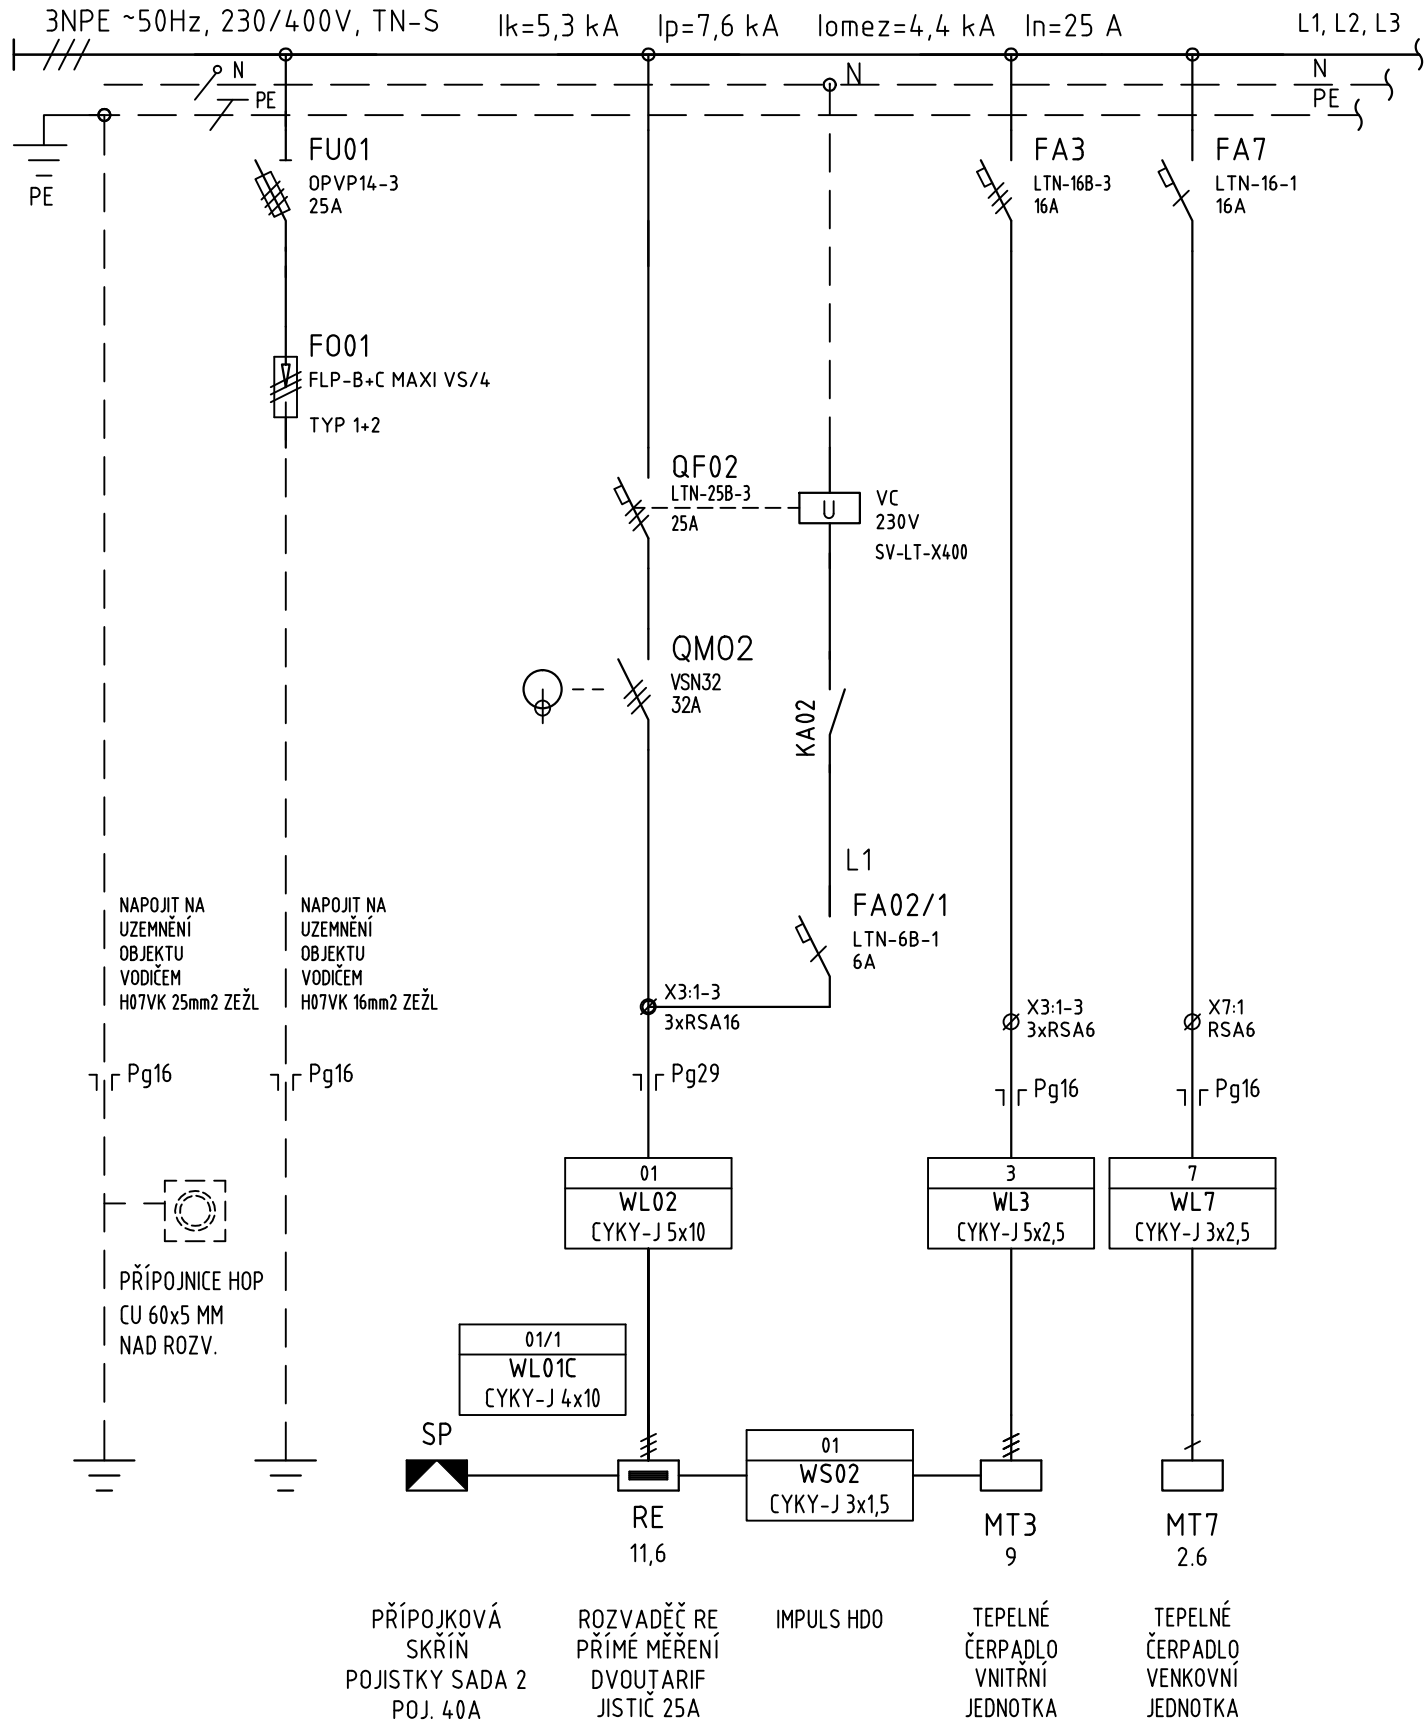 3NPE ~50Hz, 230/400V, TN-S
Ik=5,3 kA
Ip=7,6 kA
Iomez=4,4 kA
In=25 A
L1, L2, L3
N
N
N
PE
PE
PE
FU01
OPVP14-3
25A
FA3
LTN-16B-3
16A
FA7
LTN-16-1
16A
FO01
FLP-B+C MAXI VS/4
TYP 1+2
QF02
LTN-25B-3
25A
U
VC
230V
SV-LT-X400
QM02
VSN32
32A
KA02
L1
FA02/1
LTN-6B-1
6A
NAPOJIT NA
UZEMNĚNÍ
OBJEKTU
VODIČEM
H07VK 25mm2 ZEŽL
NAPOJIT NA
UZEMNĚNÍ
OBJEKTU
VODIČEM
H07VK 16mm2 ZEŽL
X3:1-3
3xRSA16
X3:1-3
3xRSA6
X7:1
RSA6
Pg16
Pg16
Pg29
Pg16
Pg16
01
WL02
CYKY-J 5x10
3
WL3
CYKY-J 5x2,5
7
WL7
CYKY-J 3x2,5
PŘÍPOJNICE HOP
CU 60x5 MM
NAD ROZV.
01/1
WL01C
CYKY-J 4x10
SP
01
WS02
CYKY-J 3x1,5
RE
11,6
MT3
9
MT7
2.6
PŘÍPOJKOVÁ
SKŘÍŇ
POJISTKY SADA 2
POJ. 40A
ROZVADĚČ RE
PŘÍMÉ MĚŘENÍ
DVOUTARIF
JISTIČ 25A
IMPULS HDO
TEPELNÉ
ČERPADLO
VNITŘNÍ
JEDNOTKA
TEPELNÉ
ČERPADLO
VENKOVNÍ
JEDNOTKA